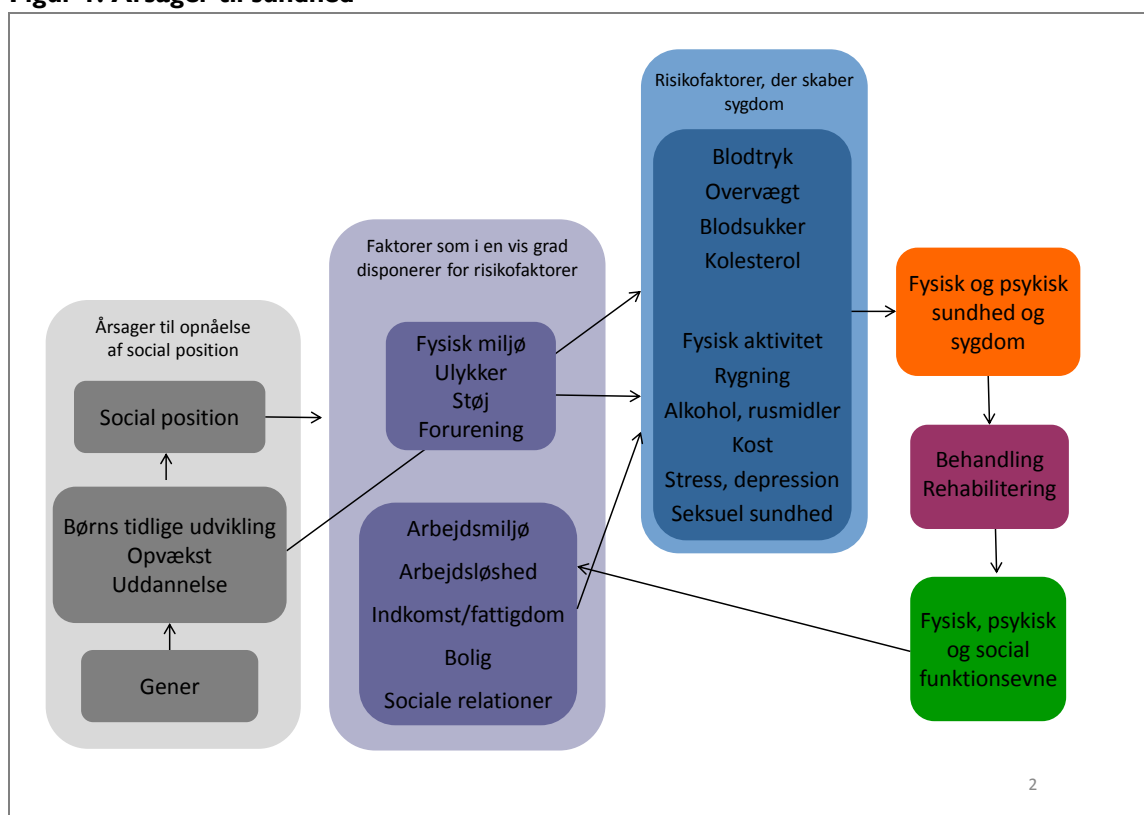 Årsager til opnåelse
af social position
Social position
Børns tidlige udvikling
Opvækst
Uddannelse
Gener
Faktorer som i en vis grad
disponerer for risikofaktorer
Fysisk miljø
Ulykker
Støj
Forurening
Arbejdsmiljø
Arbejdsløshed
Indkomst/fattigdom
Bolig
Sociale relationer
Risikofaktorer, der skaber
sygdom
Blodtryk
Overvægt
Blodsukker
Kolesterol
Fysisk aktivitet
Rygning
Alkohol, rusmidler
Kost
Stress, depression
Seksuel sundhed
Fysisk og psykisk
sundhed og
sygdom
Behandling
Rehabilitering
Fysisk, psykisk
og social
funktionsevne
2